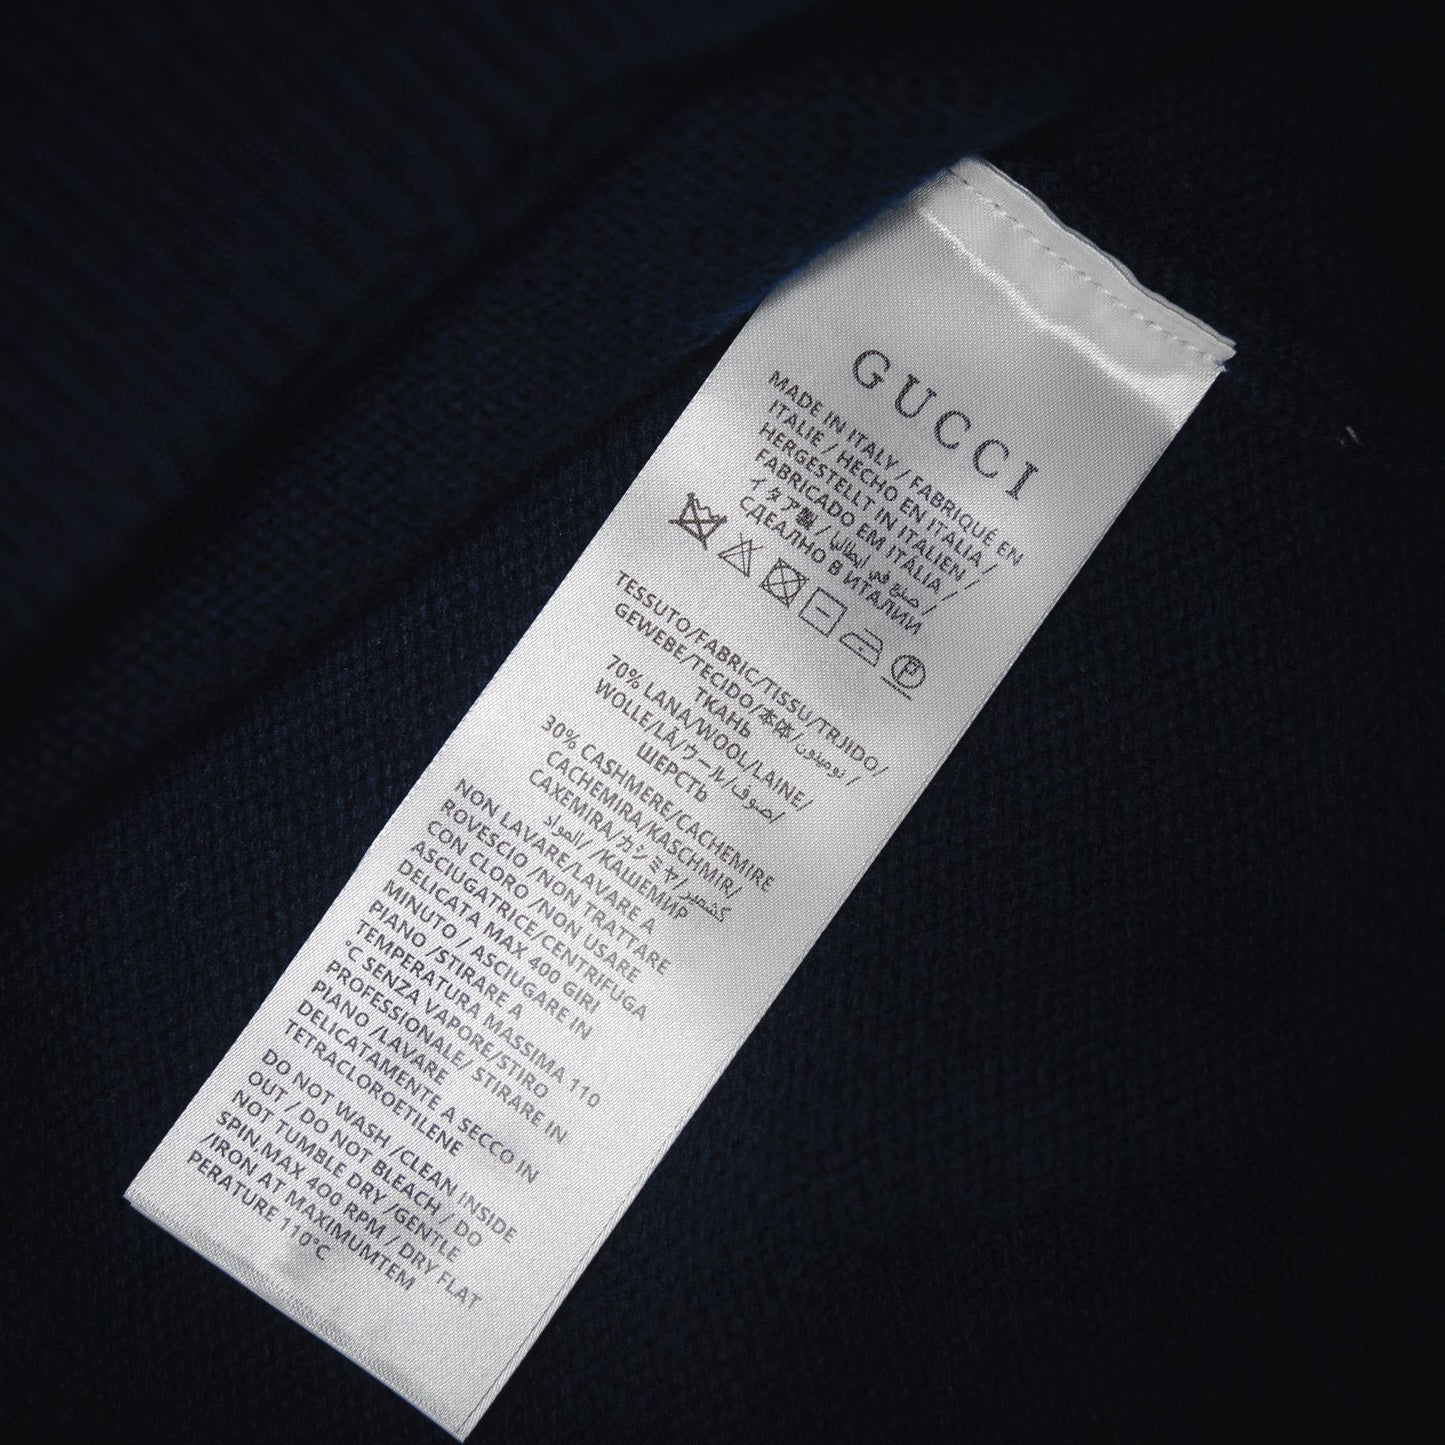 GUCCI
MADE IN ITALY / FABRIQUÉ EN
ITALIE / HECHO EN ITALIA /
HERGESTELLT IN ITALIEN /
FABRICADO EM ITÁLIA /
イタア製 / صنع في إيطاليا /
СДЕАЛНО В ИТАЛИИ
P
TESSUTO/FABRIC/TISSU/TRJIDO/
GEWEBE/TECIDO/本体/نوميون /
ТКАНЬ
70% LANA/WOOL/LAINE/
WOLLE/LÃ/ウール/صوف/
ШЕРСТЬ
30% CASHMERE/CACHEMIRE
CACHEMIRA/KASCHMIR/
CAXEMIRA/カシミヤ/كشمير
المواد/ /КАШЕМИР
NON LAVARE/LAVARE A
ROVESCIO /NON TRATTARE
CON CLORO /NON USARE
ASCIUGATRICE/CENTRIFUGA
DELICATA MAX 400 GIRI
MINUTO / ASCIUGARE IN
PIANO /STIRARE A
TEMPERATURA MASSIMA 110
°C SENZA VAPORE/STIRO
PROFESSIONALE/ STIRARE IN
PIANO /LAVARE
DELICATAMENTE A SECCO IN
TETRACLOROETILENE
DO NOT WASH /CLEAN INSIDE
OUT / DO NOT BLEACH / DO
NOT TUMBLE DRY /GENTLE
SPIN.MAX 400 RPM / DRY FLAT
/IRON AT MAXIMUMTEM
PERATURE 110°C